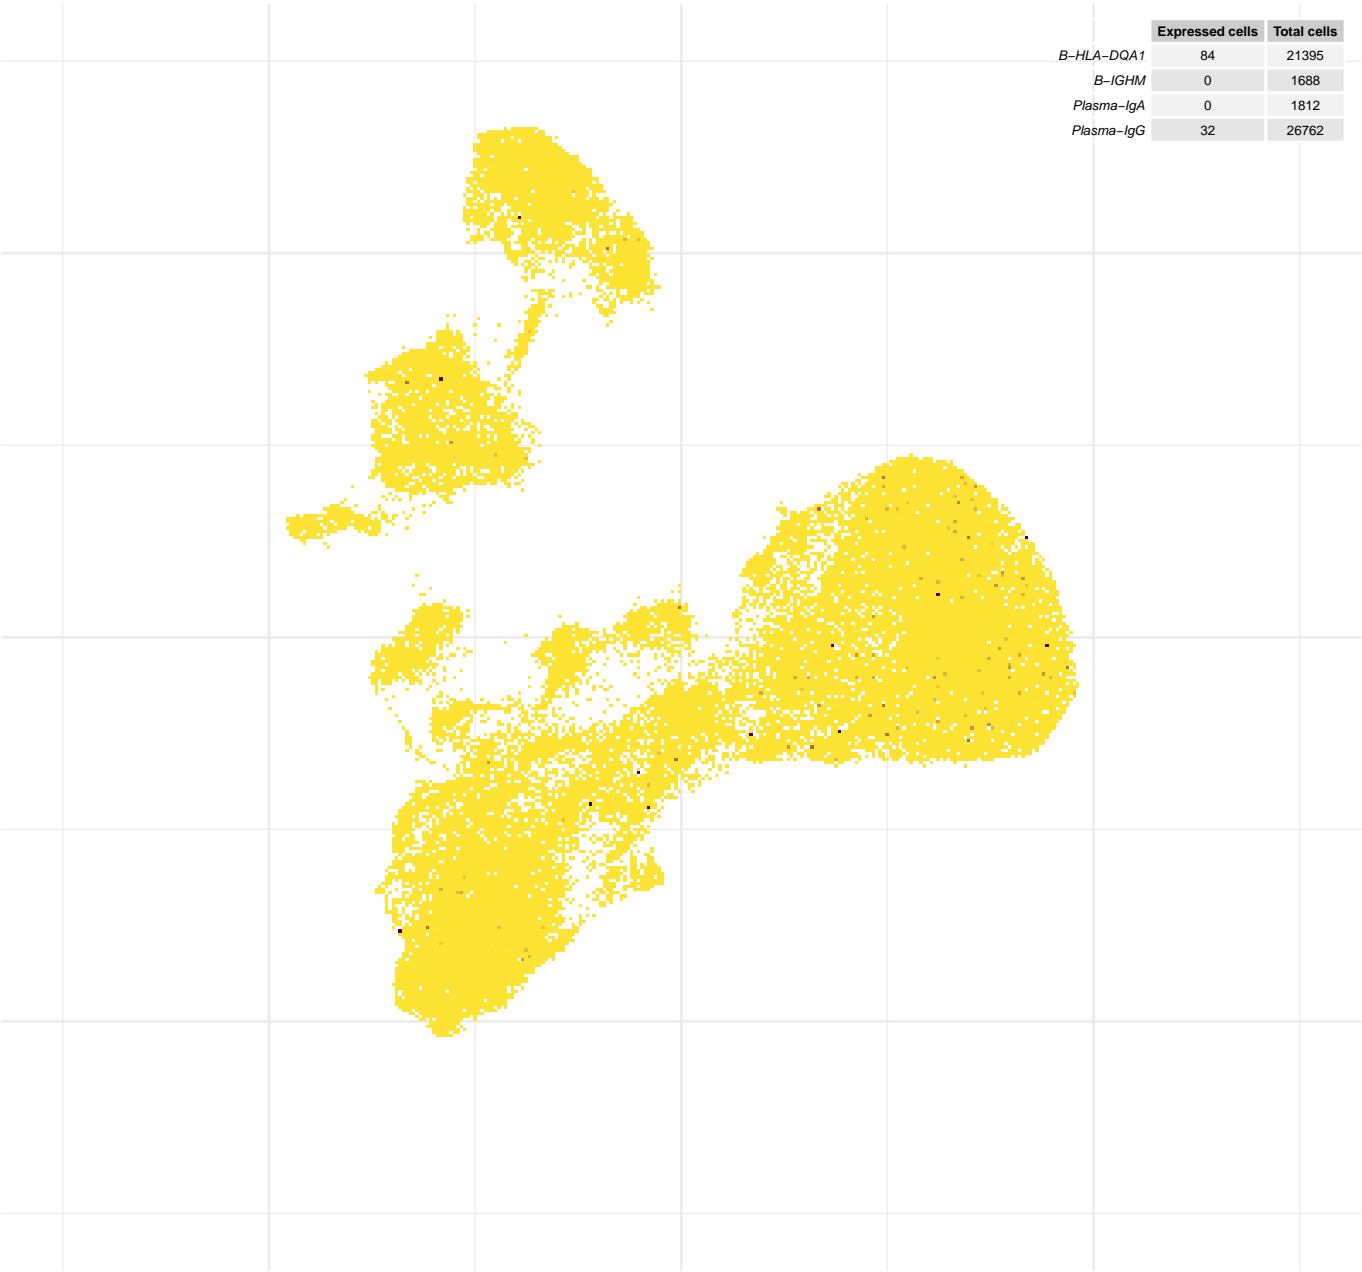 Expressed cells Total cells
B−HLA−DQA1 84 21395
B−IGHM 0 1688
Plasma−IgA 0 1812
Plasma−IgG 32 26762